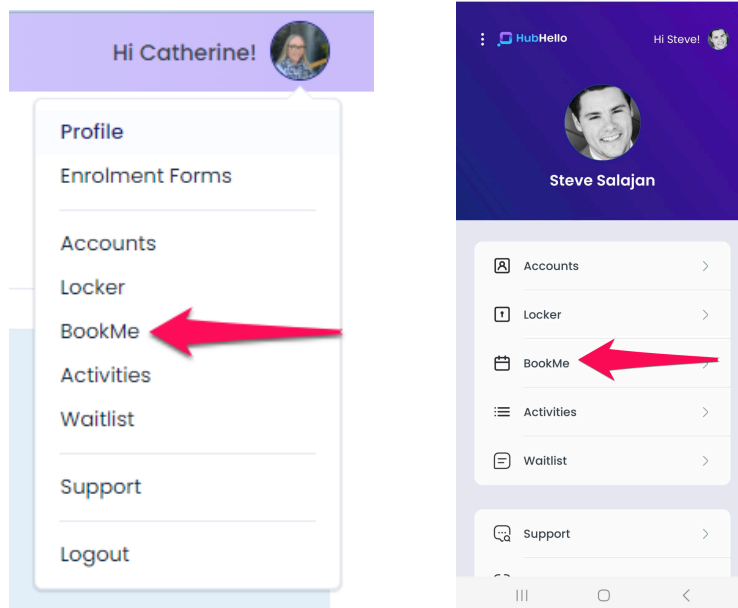 Hi Catherine!
Profile
Enrolment Forms
Accounts
Locker
BookMe
Activities
Waitlist
Support
Logout
HubHello
Hi Steve!
Steve Salajan
Accounts
Locker
BookMe
Activities
Waitlist
Support